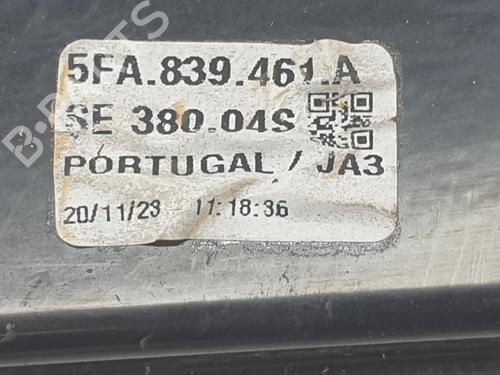 5FA.839.461.A
SE 380.04S
PORTUGAL / JA3
20/11/23 11:18:36